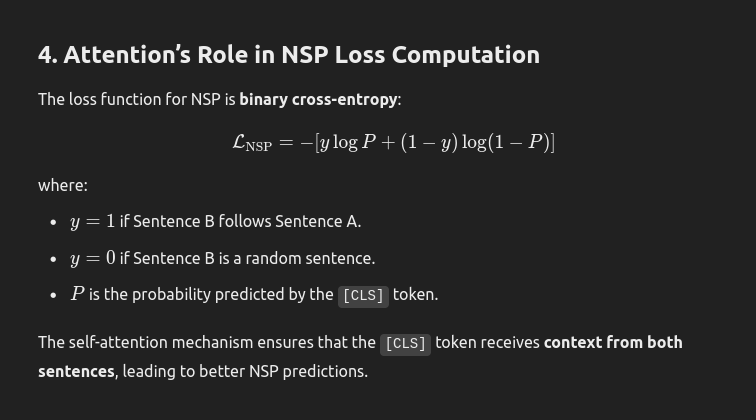 4. Attention’s Role in NSP Loss Computation
The loss function for NSP is binary cross-entropy:
ℒ_NSP = −[y log P + (1 − y) log(1 − P)]
where:
• y = 1 if Sentence B follows Sentence A.
• y = 0 if Sentence B is a random sentence.
• P is the probability predicted by the [CLS] token.
The self-attention mechanism ensures that the [CLS] token receives context from both
sentences, leading to better NSP predictions.